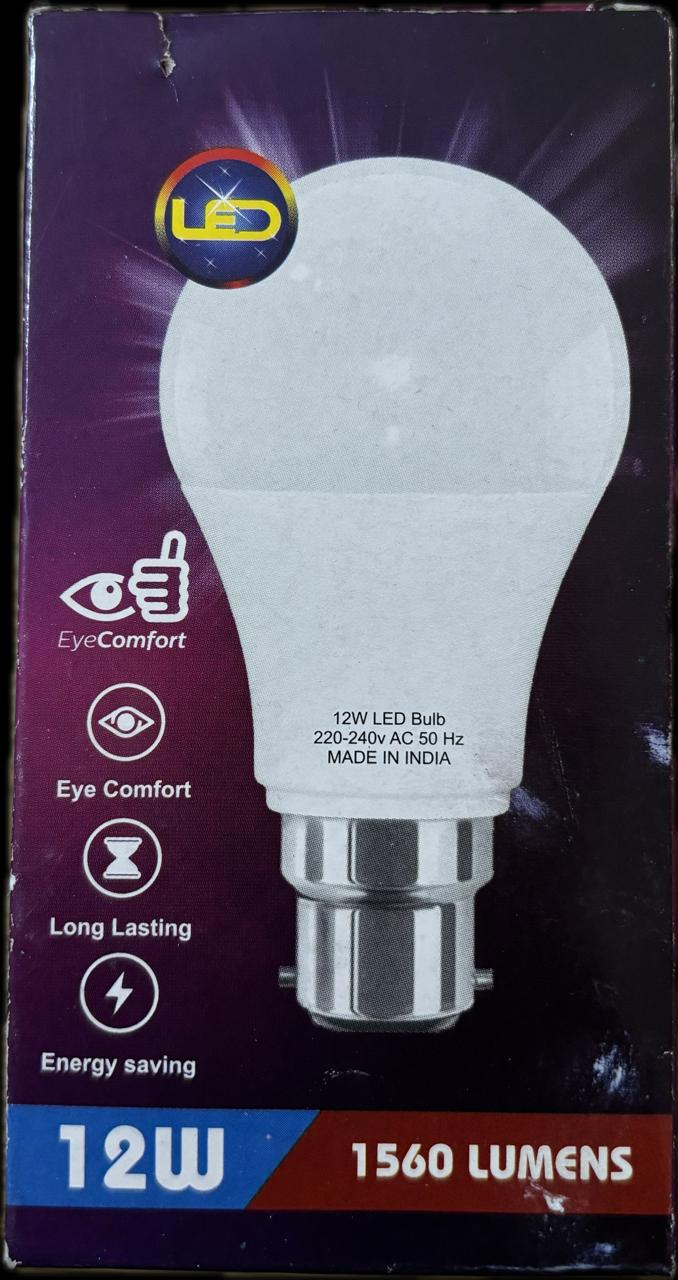 LED
EyeComfort
12W LED Bulb
220-240v AC 50 Hz
MADE IN INDIA
Eye Comfort
Long Lasting
Energy saving
12W
1560 LUMENS